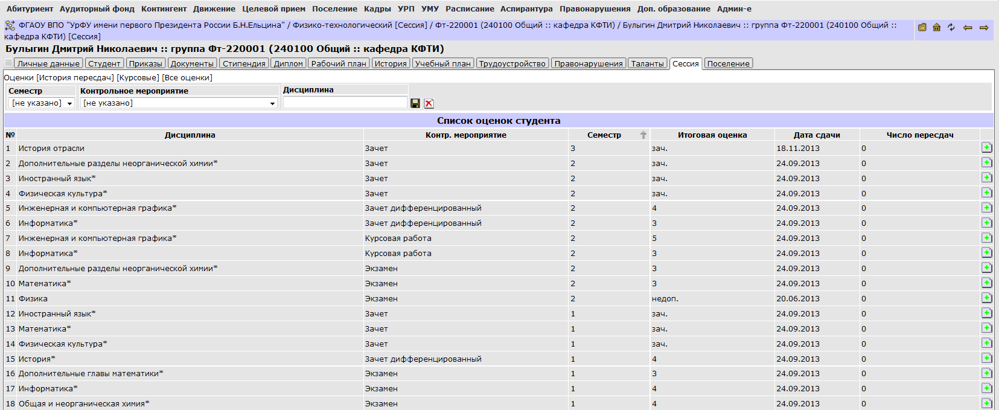 Абитуриент Аудиторный фонд Контингент Движение Целевой прием Поселение Кадры УРП УМУ Расписание Аспирантура Правонарушения Доп. образование Админ-е
ФГАОУ ВПО "УрФУ имени первого Президента России Б.Н.Ельцина" / Физико-технологический [Сессия] / Фт-220001 (240100 Общий :: кафедра КФТИ) / Булыгин Дмитрий Николаевич :: группа Фт-220001 (240100 Общий ::
кафедра КФТИ) [Сессия]
Булыгин Дмитрий Николаевич :: группа Фт-220001 (240100 Общий :: кафедра КФТИ)
Личные данные Студент Приказы Документы Стипендия Диплом Рабочий план История Учебный план Трудоустройство Правонарушения Таланты Сессия Поселение
Оценки [История пересдач] [Курсовые] [Все оценки]
Семестр Контрольное мероприятие Дисциплина
[не указано] [не указано]
Список оценок студента
№ Дисциплина Контр. мероприятие Семестр Итоговая оценка Дата сдачи Число пересдач
1 История отрасли Зачет 3 зач. 18.11.2013 0
2 Дополнительные разделы неорганической химии* Зачет 2 зач. 24.09.2013 0
3 Иностранный язык* Зачет 2 зач. 24.09.2013 0
4 Физическая культура* Зачет 2 зач. 24.09.2013 0
5 Инженерная и компьютерная графика* Зачет дифференцированный 2 4 24.09.2013 0
6 Информатика* Зачет дифференцированный 2 3 24.09.2013 0
7 Инженерная и компьютерная графика* Курсовая работа 2 5 24.09.2013 0
8 Информатика* Курсовая работа 2 3 24.09.2013 0
9 Дополнительные разделы неорганической химии* Экзамен 2 3 24.09.2013 0
10 Математика* Экзамен 2 3 24.09.2013 0
11 Физика Экзамен 2 недоп. 20.06.2013 0
12 Иностранный язык* Зачет 1 зач. 24.09.2013 0
13 Математика* Зачет 1 зач. 24.09.2013 0
14 Физическая культура* Зачет 1 зач. 24.09.2013 0
15 История* Зачет дифференцированный 1 4 24.09.2013 0
16 Дополнительные главы математики* Экзамен 1 3 24.09.2013 0
17 Информатика* Экзамен 1 4 24.09.2013 0
18 Общая и неорганическая химия* Экзамен 1 4 24.09.2013 0